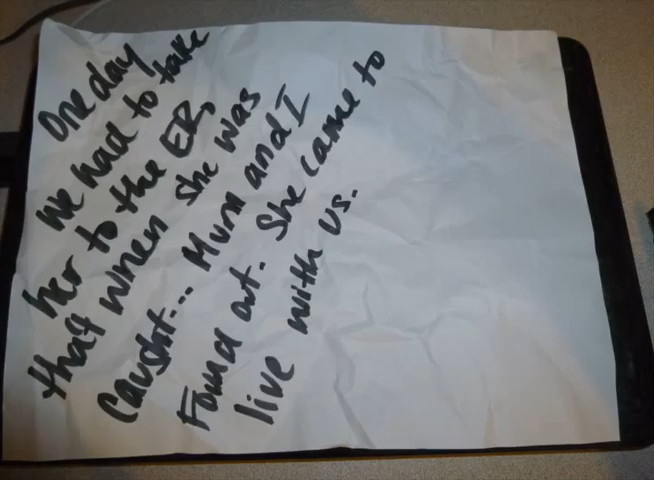 One day
We had to take
her to the ER,
that when she was
caught... Mum and I
Found out. She came to
live with us.